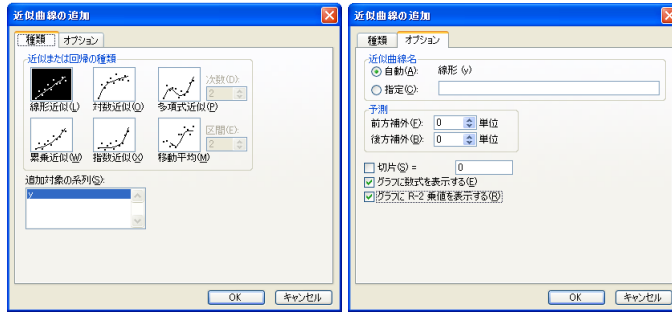 近似曲線の追加
種類 オプション
近似または回帰の種類
線形近似(L) 対数近似(O) 多項式近似(P)
次数(D):
2
累乗近似(W) 指数近似(X) 移動平均(M)
区間(E):
2
追加対象の系列(S):
y
OK キャンセル
近似曲線の追加
種類 オプション
近似曲線名
自動(A): 線形 (y)
指定(C):
予測
前方補外(F): 0 単位
後方補外(B): 0 単位
切片(S) = 0
グラフに数式を表示する(E)
グラフに R-2 乗値を表示する(R)
OK キャンセル